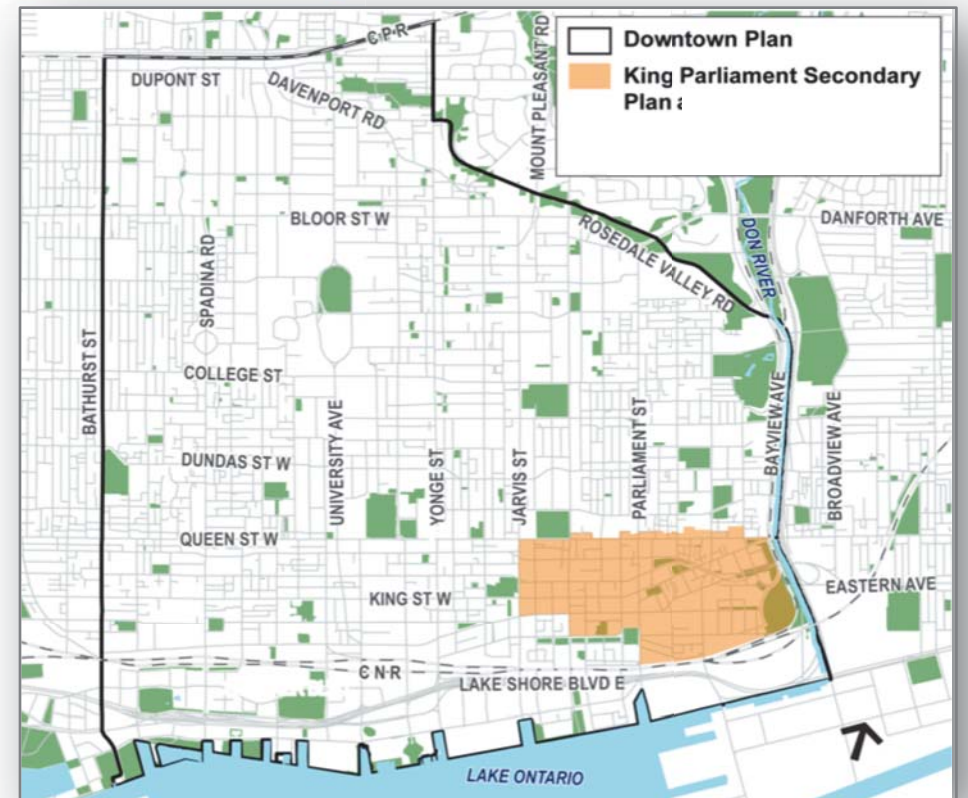 Downtown Plan
King Parliament Secondary
Plan a
CPR
DUPONT ST
DAVENPORT RD
MOUNT PLEASANT RD
BLOOR ST W
DANFORTH AVE
DON RIVER
ROSEDALE VALLEY RD
SPADINA RD
BATHURST ST
COLLEGE ST
UNIVERSITY AVE
YONGE ST
JARVIS ST
PARLIAMENT ST
BAYVIEW AVE
BROADVIEW AVE
DUNDAS ST W
QUEEN ST W
KING ST W
EASTERN AVE
CNR
LAKE SHORE BLVD E
LAKE ONTARIO